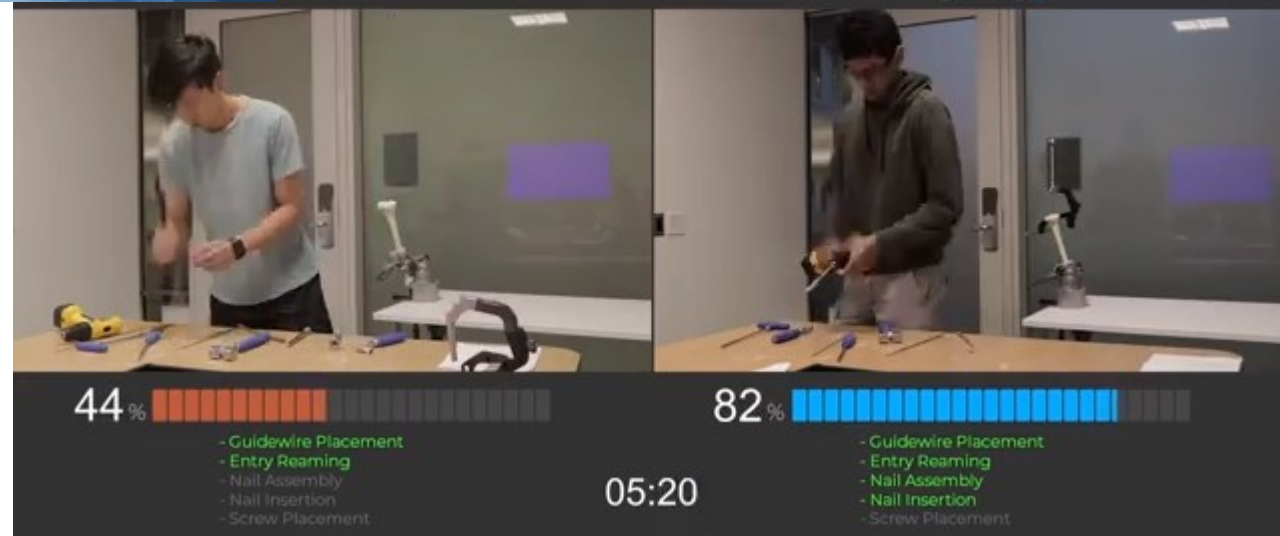 44 %
- Guidewire Placement
- Entry Reaming
- Nail Assembly
- Nail Insertion
- Screw Placement
05:20
82 %
- Guidewire Placement
- Entry Reaming
- Nail Assembly
- Nail Insertion
- Screw Placement